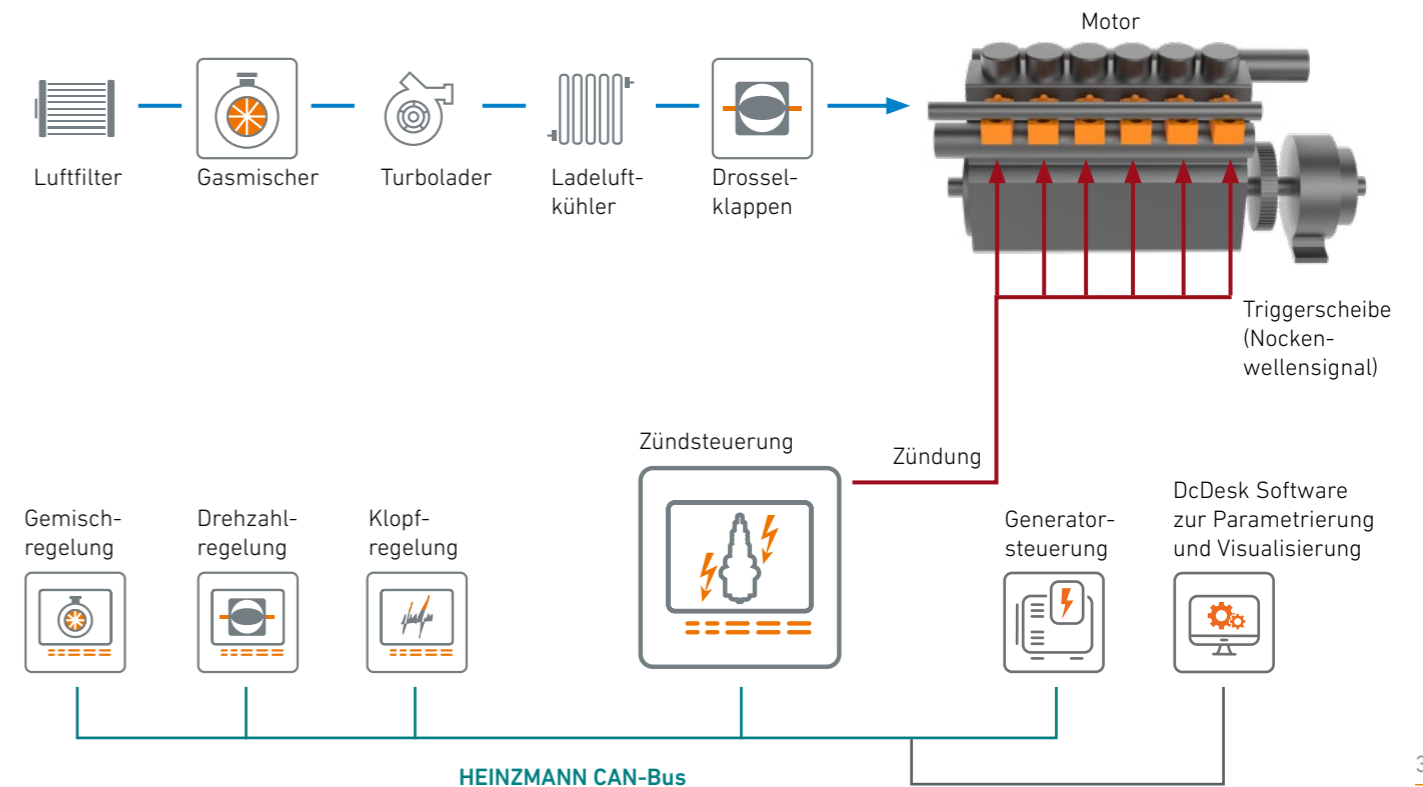 Motor
Luftfilter
Gasmischer
Turbolader
Ladeluft-
kühler
Drossel-
klappen
Triggerscheibe
(Nocken-
wellensignal)
Zündsteuerung
Zündung
Gemisch-
regelung
Drehzahl-
regelung
Klopf-
regelung
Generator-
steuerung
DcDesk Software
zur Parametrierung
und Visualisierung
HEINZMANN CAN-Bus
3